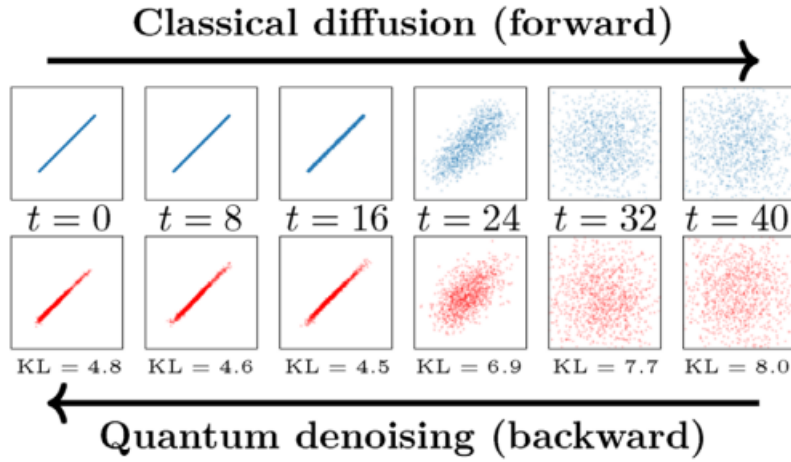 Classical diffusion (forward)
t = 0 t = 8 t = 16 t = 24 t = 32 t = 40
KL = 4.8 KL = 4.6 KL = 4.5 KL = 6.9 KL = 7.7 KL = 8.0
Quantum denoising (backward)